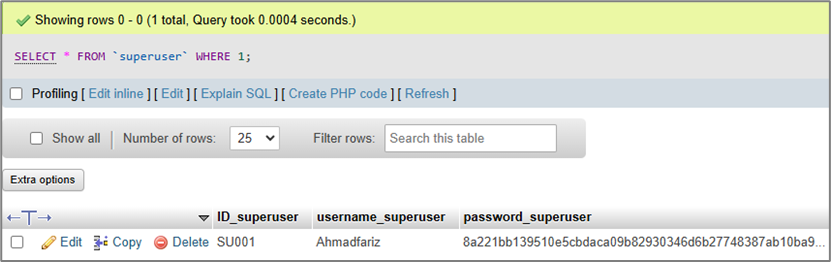 Showing rows 0 - 0 (1 total, Query took 0.0004 seconds.)
SELECT * FROM `superuser` WHERE 1;
Profiling [ Edit inline ] [ Edit ] [ Explain SQL ] [ Create PHP code ] [ Refresh ]
Show all Number of rows: 25 Filter rows: Search this table
Extra options
ID_superuser username_superuser password_superuser
Edit Copy Delete SU001 Ahmadfariz 8a221bb139510e5cbdaca09b82930346d6b27748387ab10ba9...